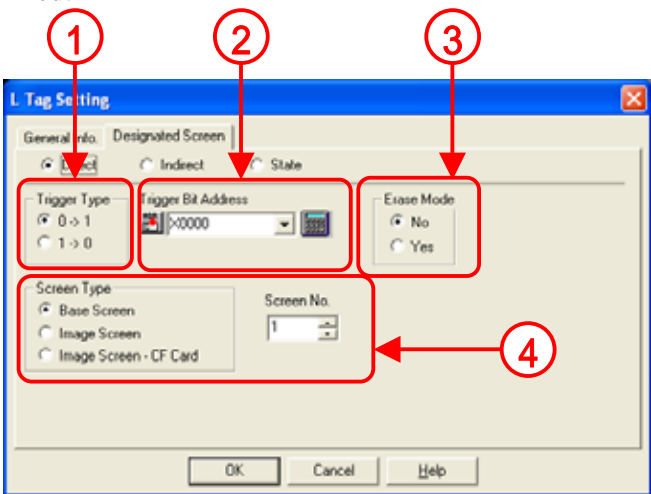 1 2 3
L Tag Setting
General Info. Designated Screen
Direct Indirect State
Trigger Type Trigger Bit Address Erase Mode
0 -> 1 X0000 No
1 -> 0 Yes
Screen Type Screen No.
Base Screen
Image Screen 1
Image Screen - CF Card 4
OK Cancel Help